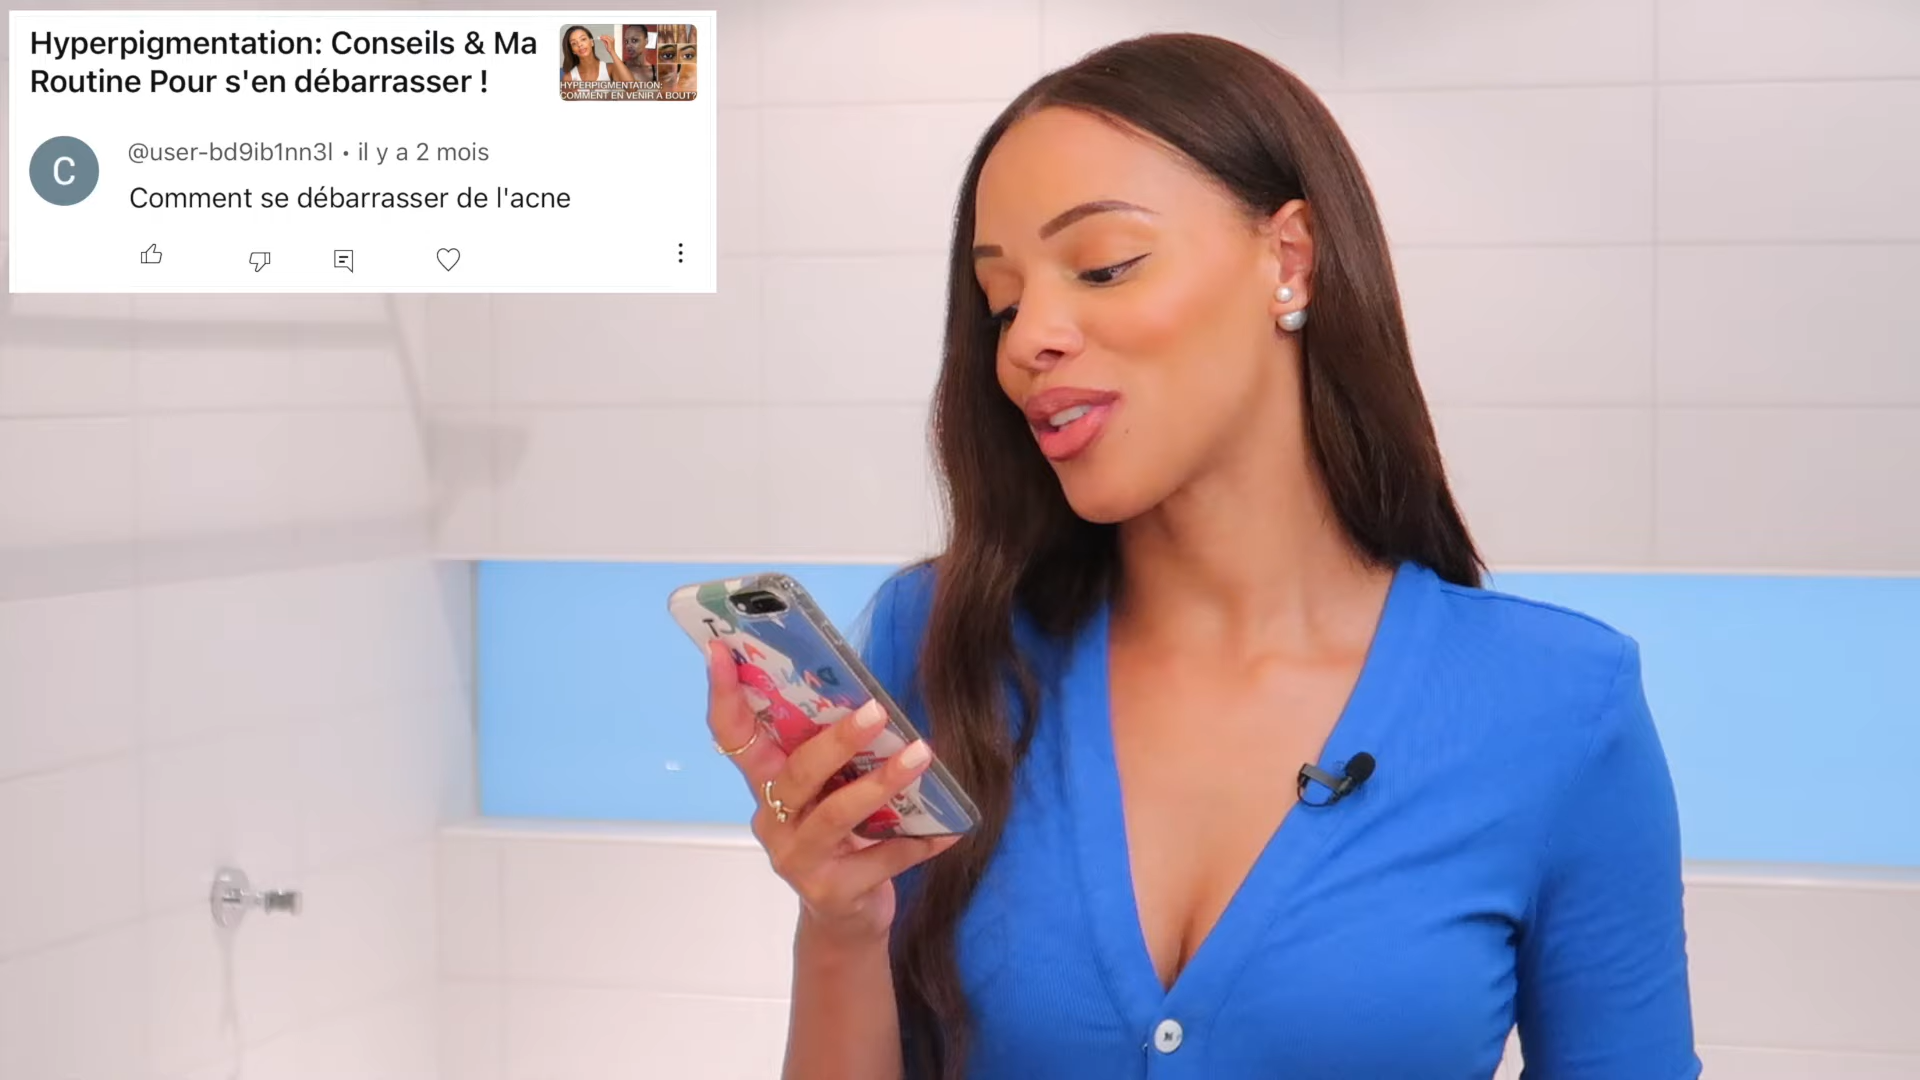 Hyperpigmentation: Conseils & Ma
Routine Pour s'en débarrasser !
HYPERPIGMENTATION:
COMMENT EN VENIR A BOUT?
C
@user-bd9ib1nn3l • il y a 2 mois
Comment se débarrasser de l'acne